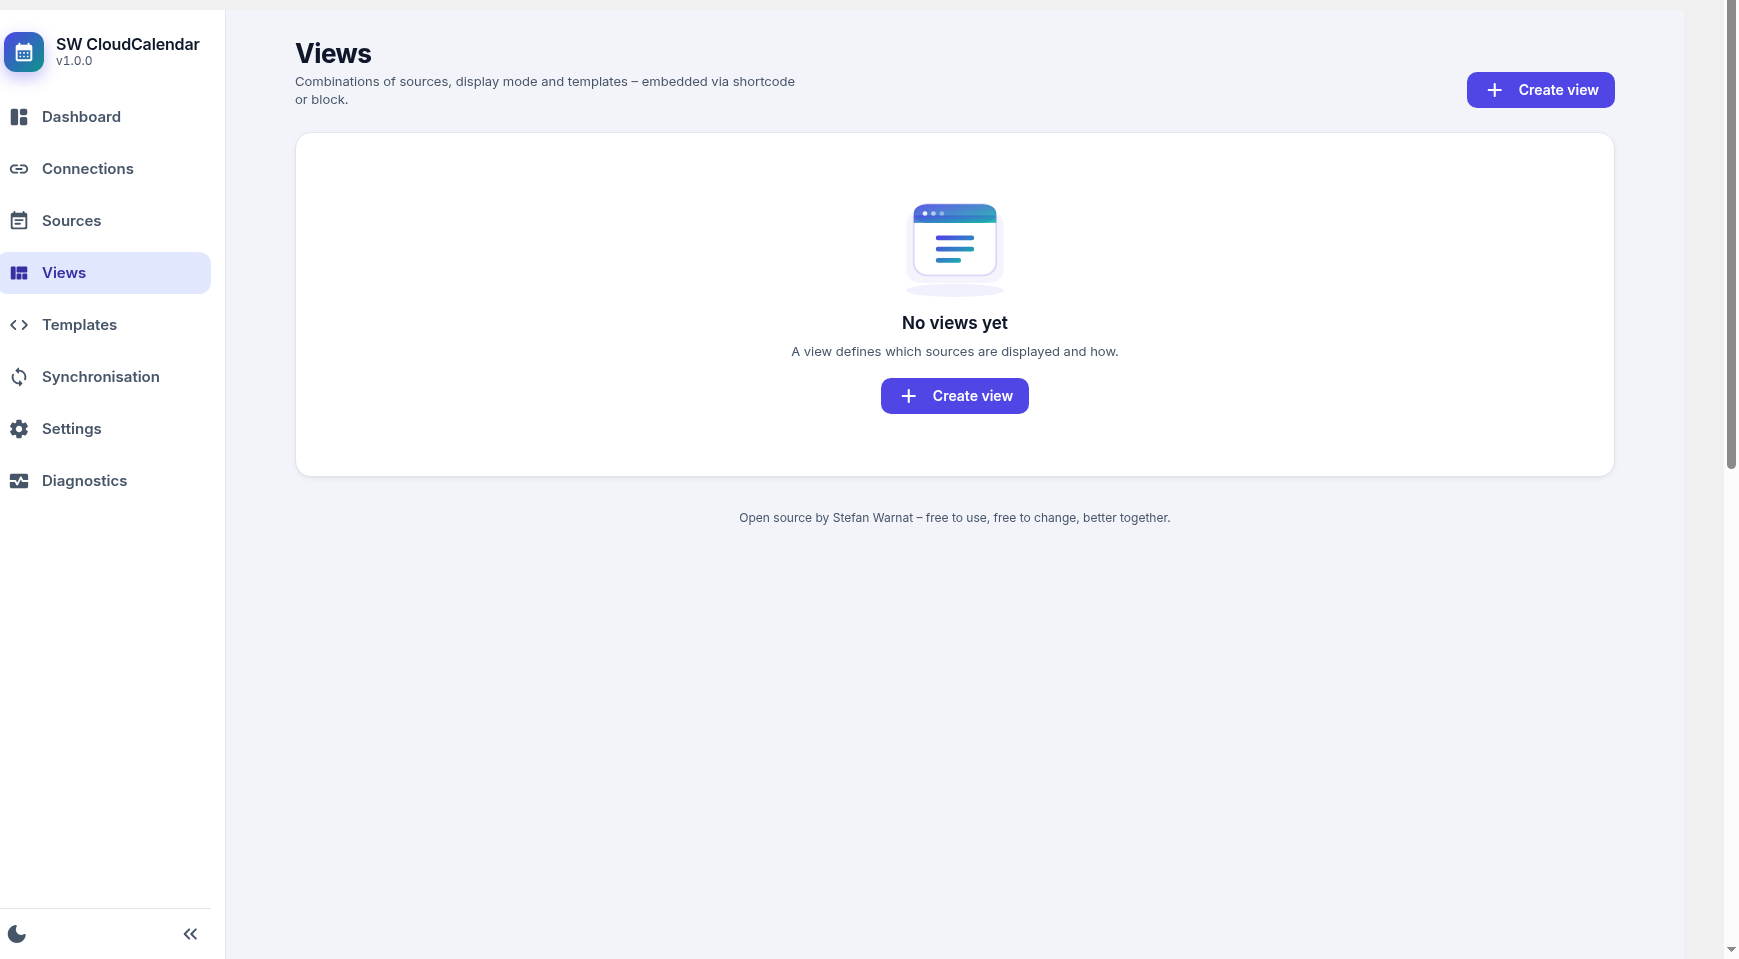 SW CloudCalendar
v1.0.0
Dashboard
Connections
Sources
Views
Templates
Synchronisation
Settings
Diagnostics
Views
Combinations of sources, display mode and templates – embedded via shortcode
or block.
Create view
No views yet
A view defines which sources are displayed and how.
Create view
Open source by Stefan Warnat – free to use, free to change, better together.